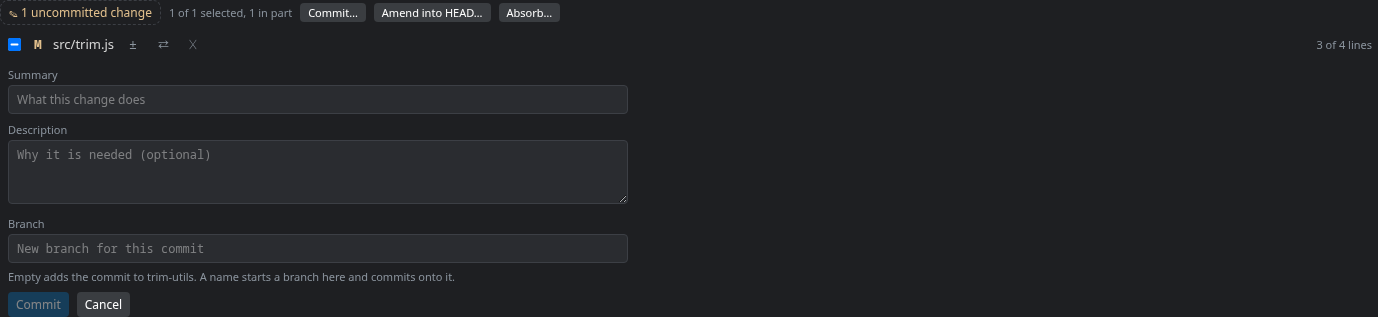 ✎ 1 uncommitted change 1 of 1 selected, 1 in part Commit... Amend into HEAD... Absorb...
M src/trim.js ± ⇄ X 3 of 4 lines
Summary
What this change does
Description
Why it is needed (optional)
Branch
New branch for this commit
Empty adds the commit to trim-utils. A name starts a branch here and commits onto it.
Commit Cancel